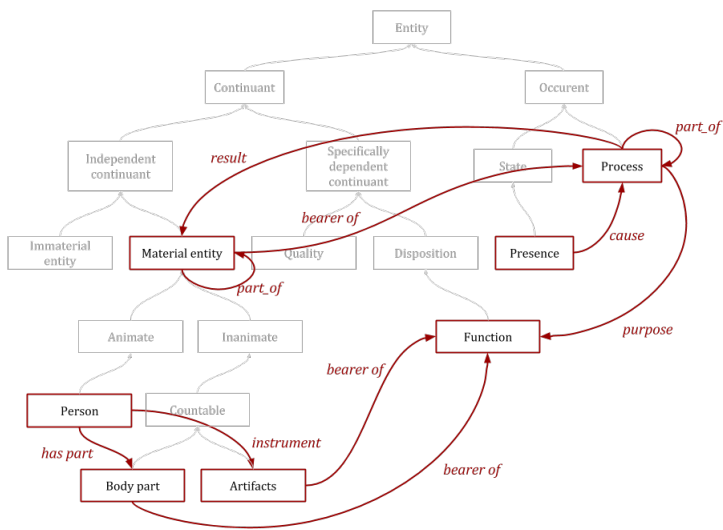 Entity
Continuant
Occurent
part_of
result
Independent
continuant
Specifically
dependent
continuant
State
Process
bearer of
cause
Immaterial
entity
Material entity
Quality
Disposition
Presence
part_of
purpose
Animate
Inanimate
Function
bearer of
Person
Countable
instrument
has part
bearer of
Body part
Artifacts